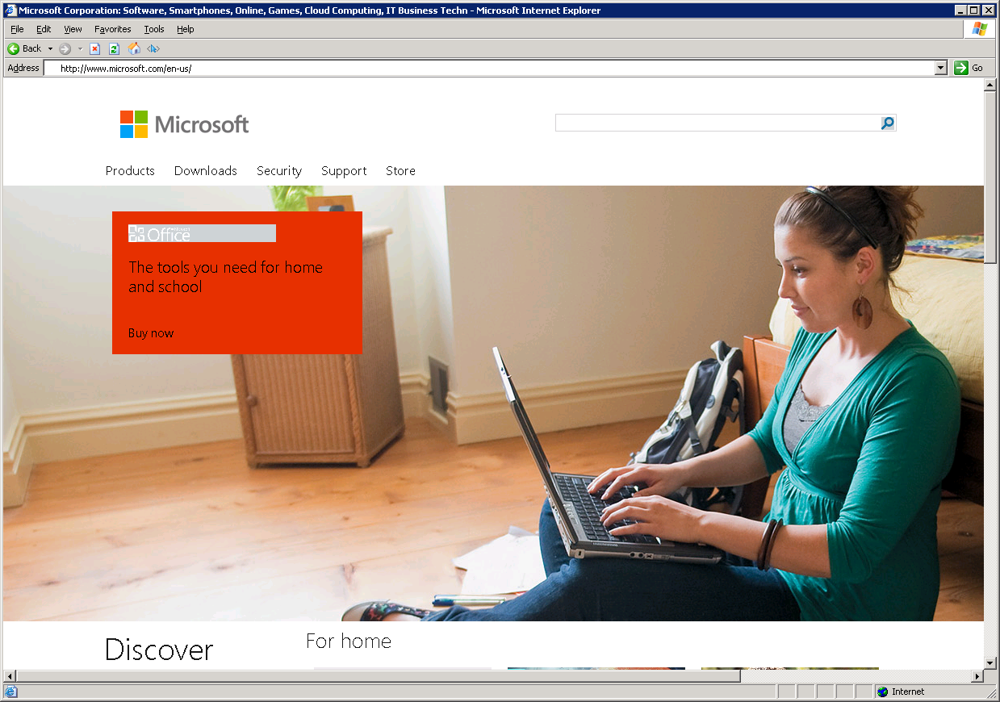 Microsoft Corporation: Software, Smartphones, Online, Games, Cloud Computing, IT Business Techn - Microsoft Internet Explorer
File Edit View Favorites Tools Help
Back
Address http://www.microsoft.com/en-us/ Go
Microsoft
Products Downloads Security Support Store
Office
The tools you need for home
and school
Buy now
Discover
For home
Internet